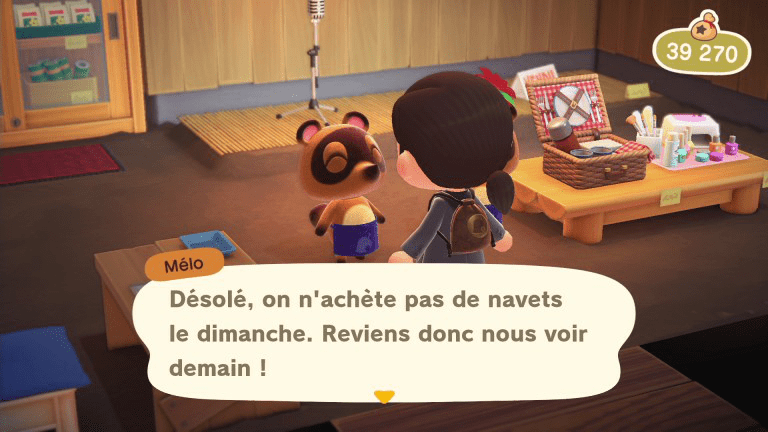 39 270
Mélo
Désolé, on n'achète pas de navets
le dimanche. Reviens donc nous voir
demain !